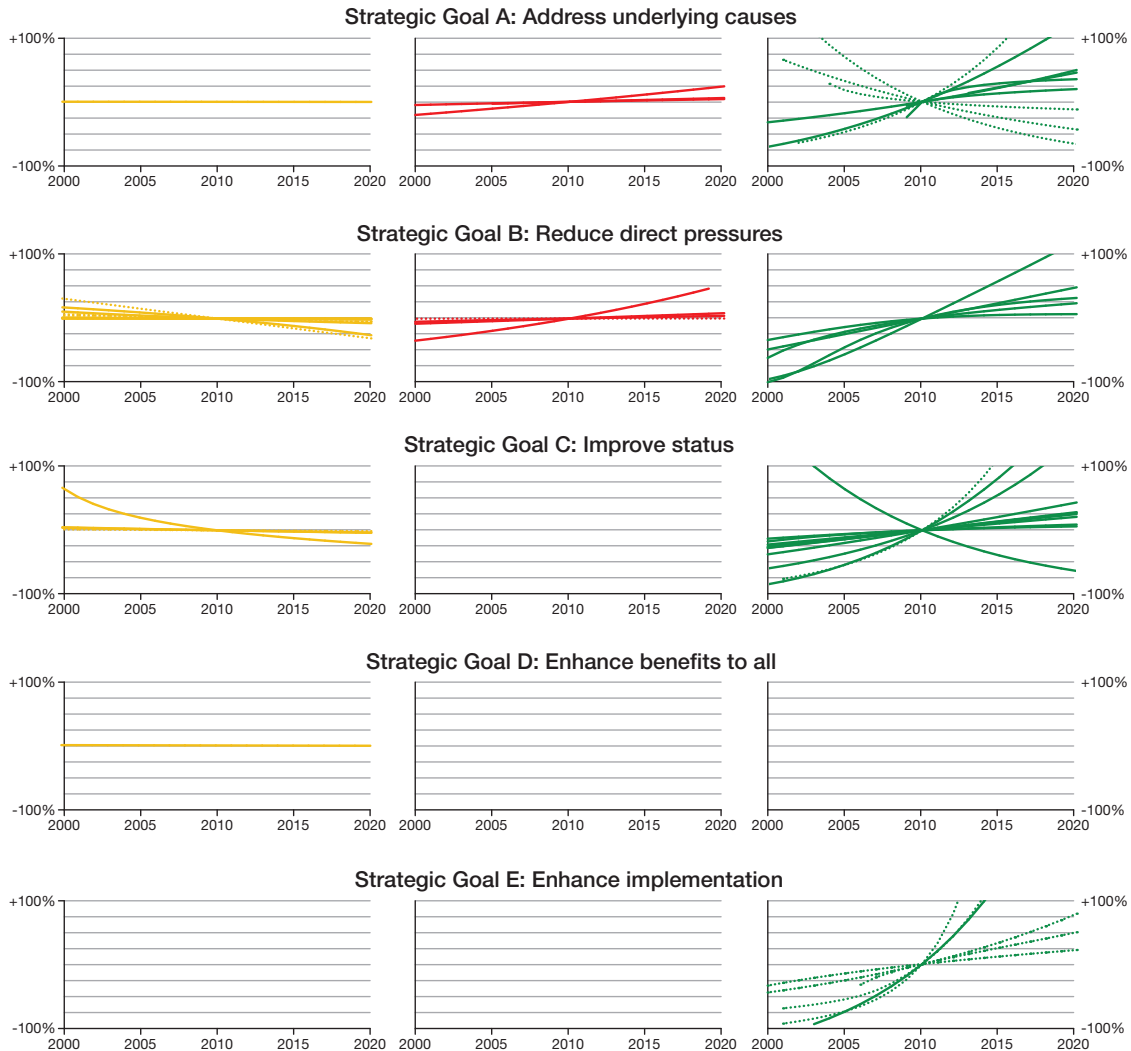 Strategic Goal A: Address underlying causes
+100% +100%
-100% -100%
2000 2005 2010 2015 2020 2000 2005 2010 2015 2020 2000 2005 2010 2015 2020
Strategic Goal B: Reduce direct pressures
+100% +100%
-100% -100%
2000 2005 2010 2015 2020 2000 2005 2010 2015 2020 2000 2005 2010 2015 2020
Strategic Goal C: Improve status
+100% +100%
-100% -100%
2000 2005 2010 2015 2020 2000 2005 2010 2015 2020 2000 2005 2010 2015 2020
Strategic Goal D: Enhance benefits to all
+100% +100%
-100% -100%
2000 2005 2010 2015 2020 2000 2005 2010 2015 2020 2000 2005 2010 2015 2020
Strategic Goal E: Enhance implementation
+100% +100%
-100% -100%
2000 2005 2010 2015 2020 2000 2005 2010 2015 2020 2000 2005 2010 2015 2020